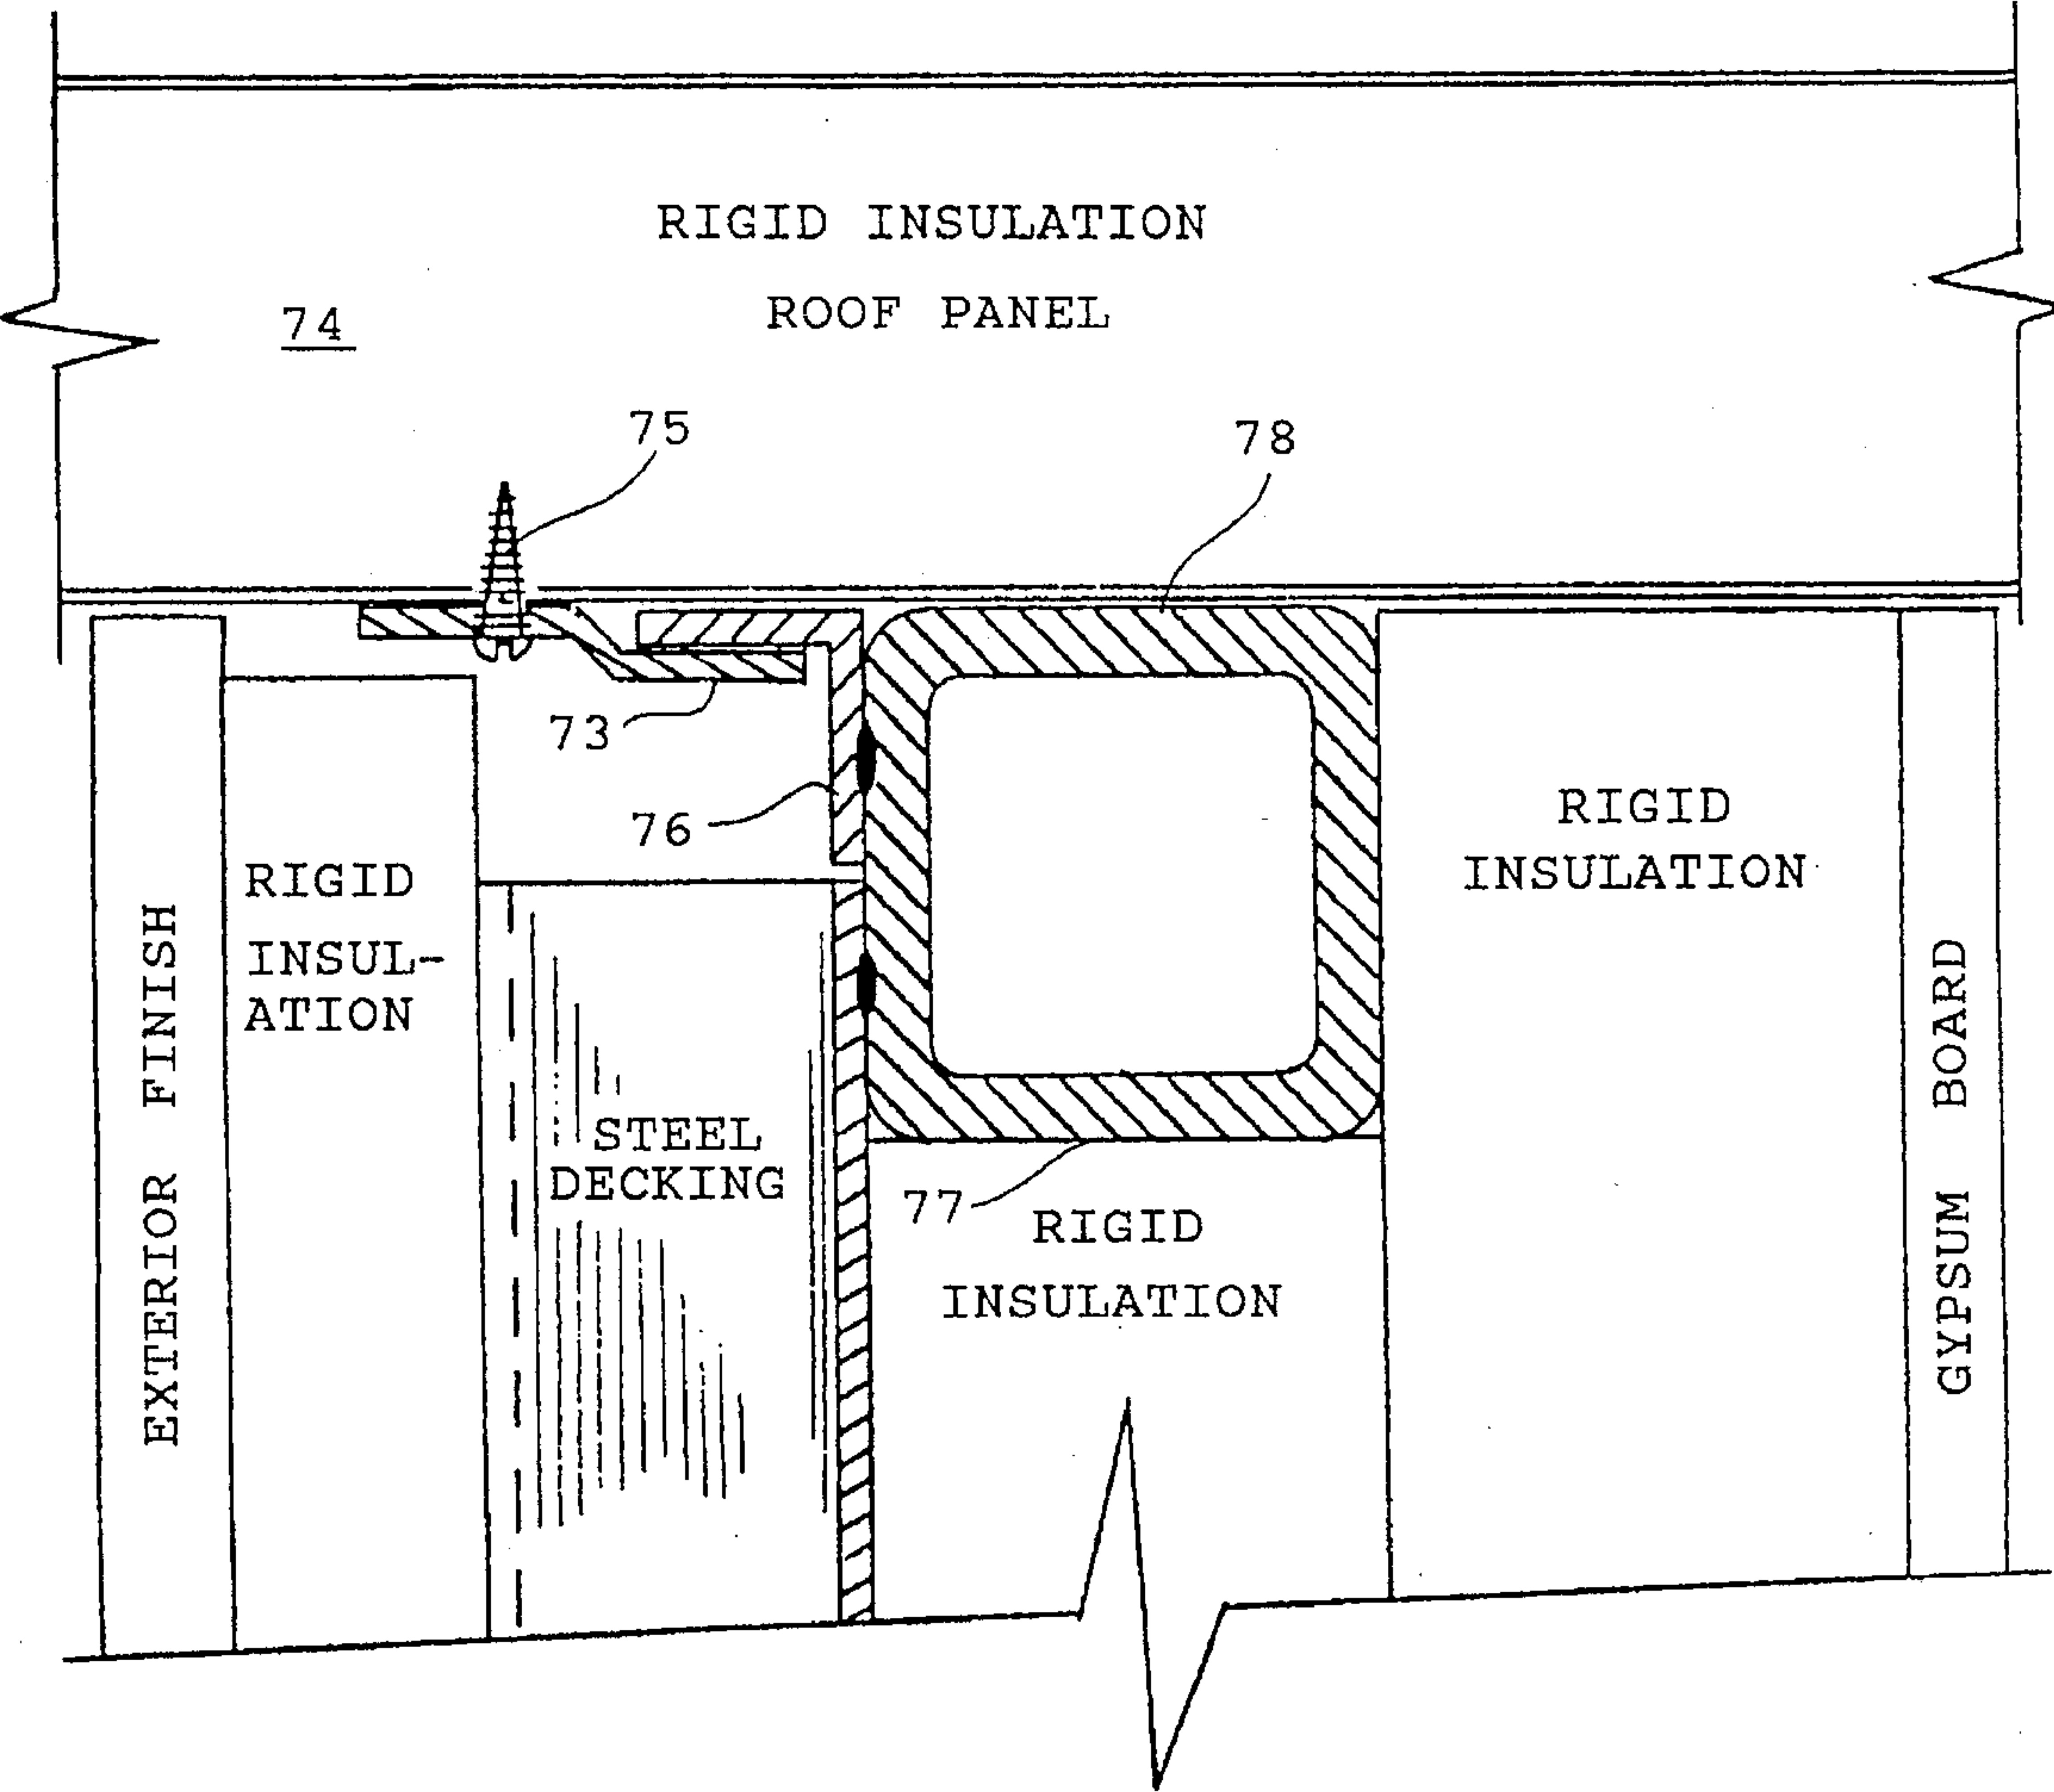 RIGID INSULATION
ROOF PANEL
74
75
78
73
76
RIGID
INSULATION
RIGID
INSUL-
ATION
EXTERIOR FINISH
STEEL
DECKING
77
RIGID
INSULATION
GYPSUM BOARD